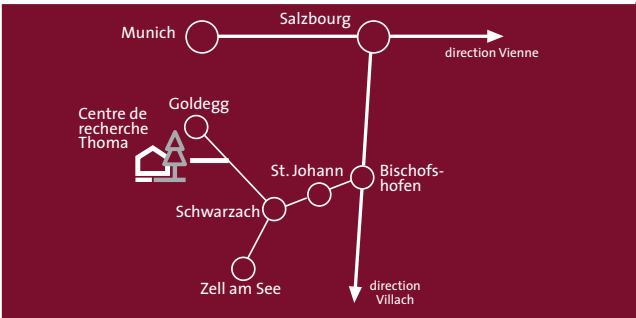 Salzbourg
Munich
direction Vienne
Goldegg
Centre de
recherche
Thoma
St. Johann
Bischofs-
hofen
Schwarzach
Zell am See
direction
Villach